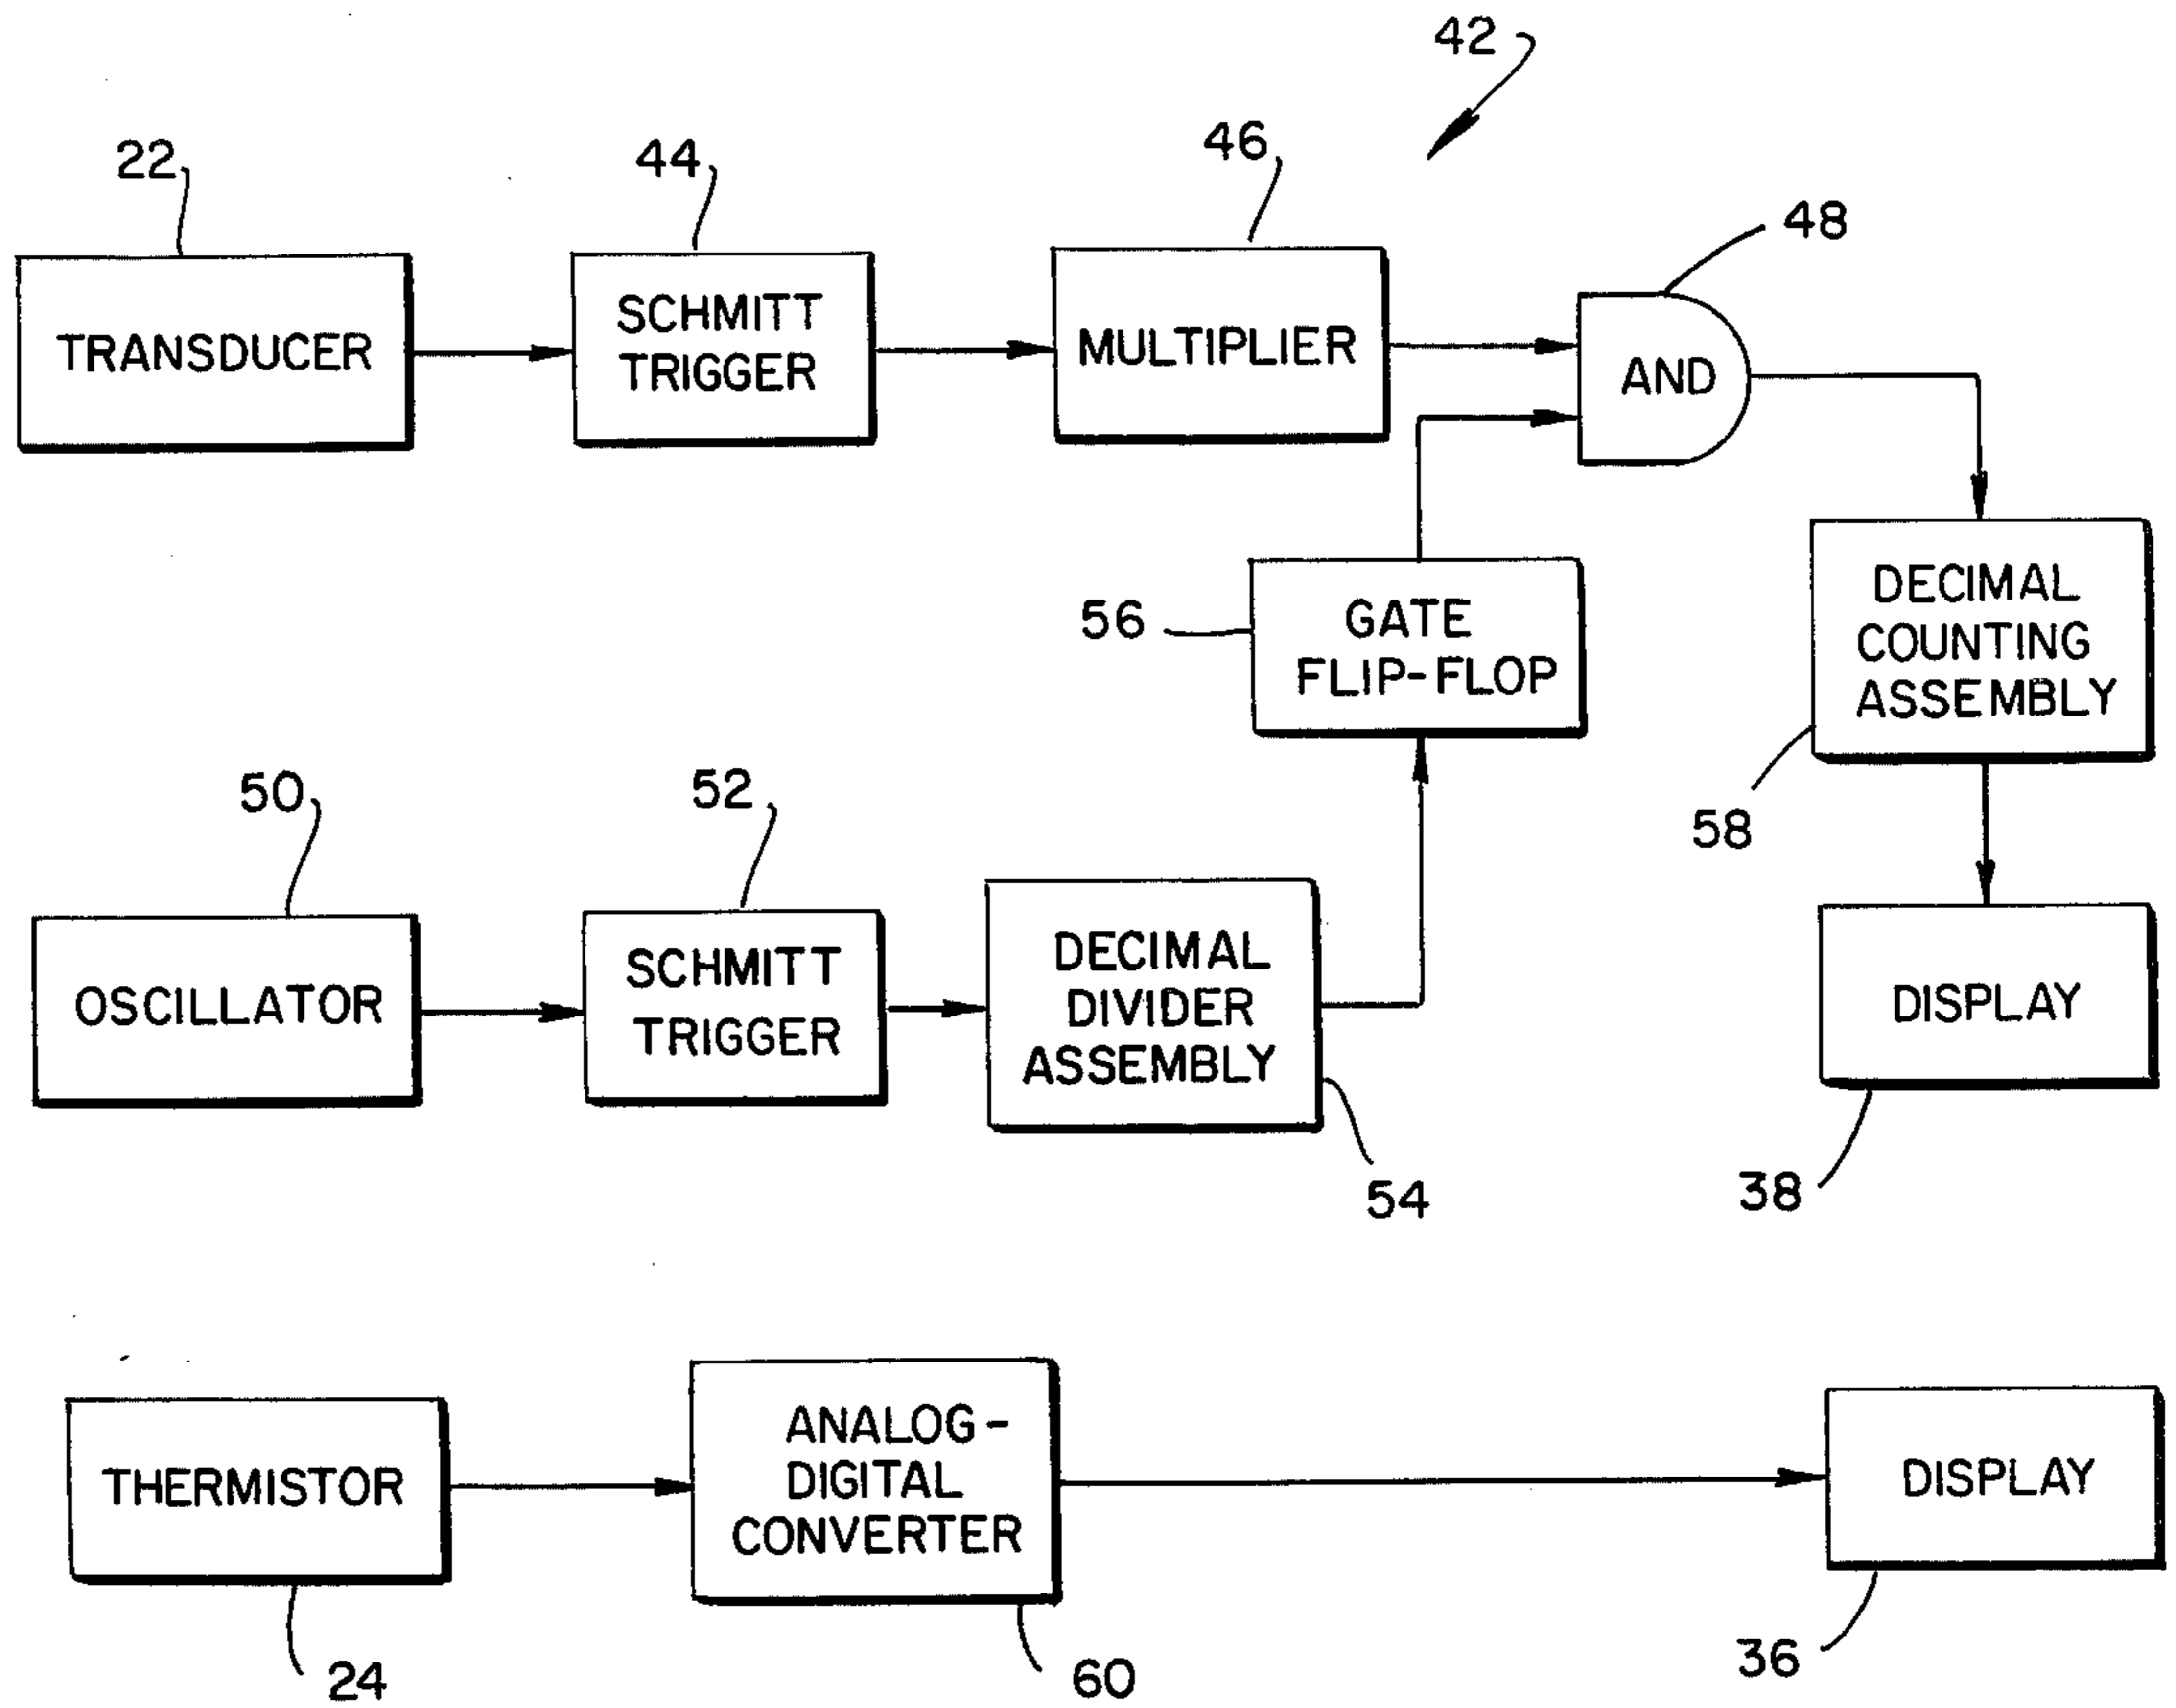 42
22
44
46
48
TRANSDUCER
SCHMITT
TRIGGER
MULTIPLIER
AND
56
GATE
FLIP-FLOP
DECIMAL
COUNTING
ASSEMBLY
58
50
52
OSCILLATOR
SCHMITT
TRIGGER
DECIMAL
DIVIDER
ASSEMBLY
54
DISPLAY
38
THERMISTOR
24
ANALOG-
DIGITAL
CONVERTER
60
DISPLAY
36